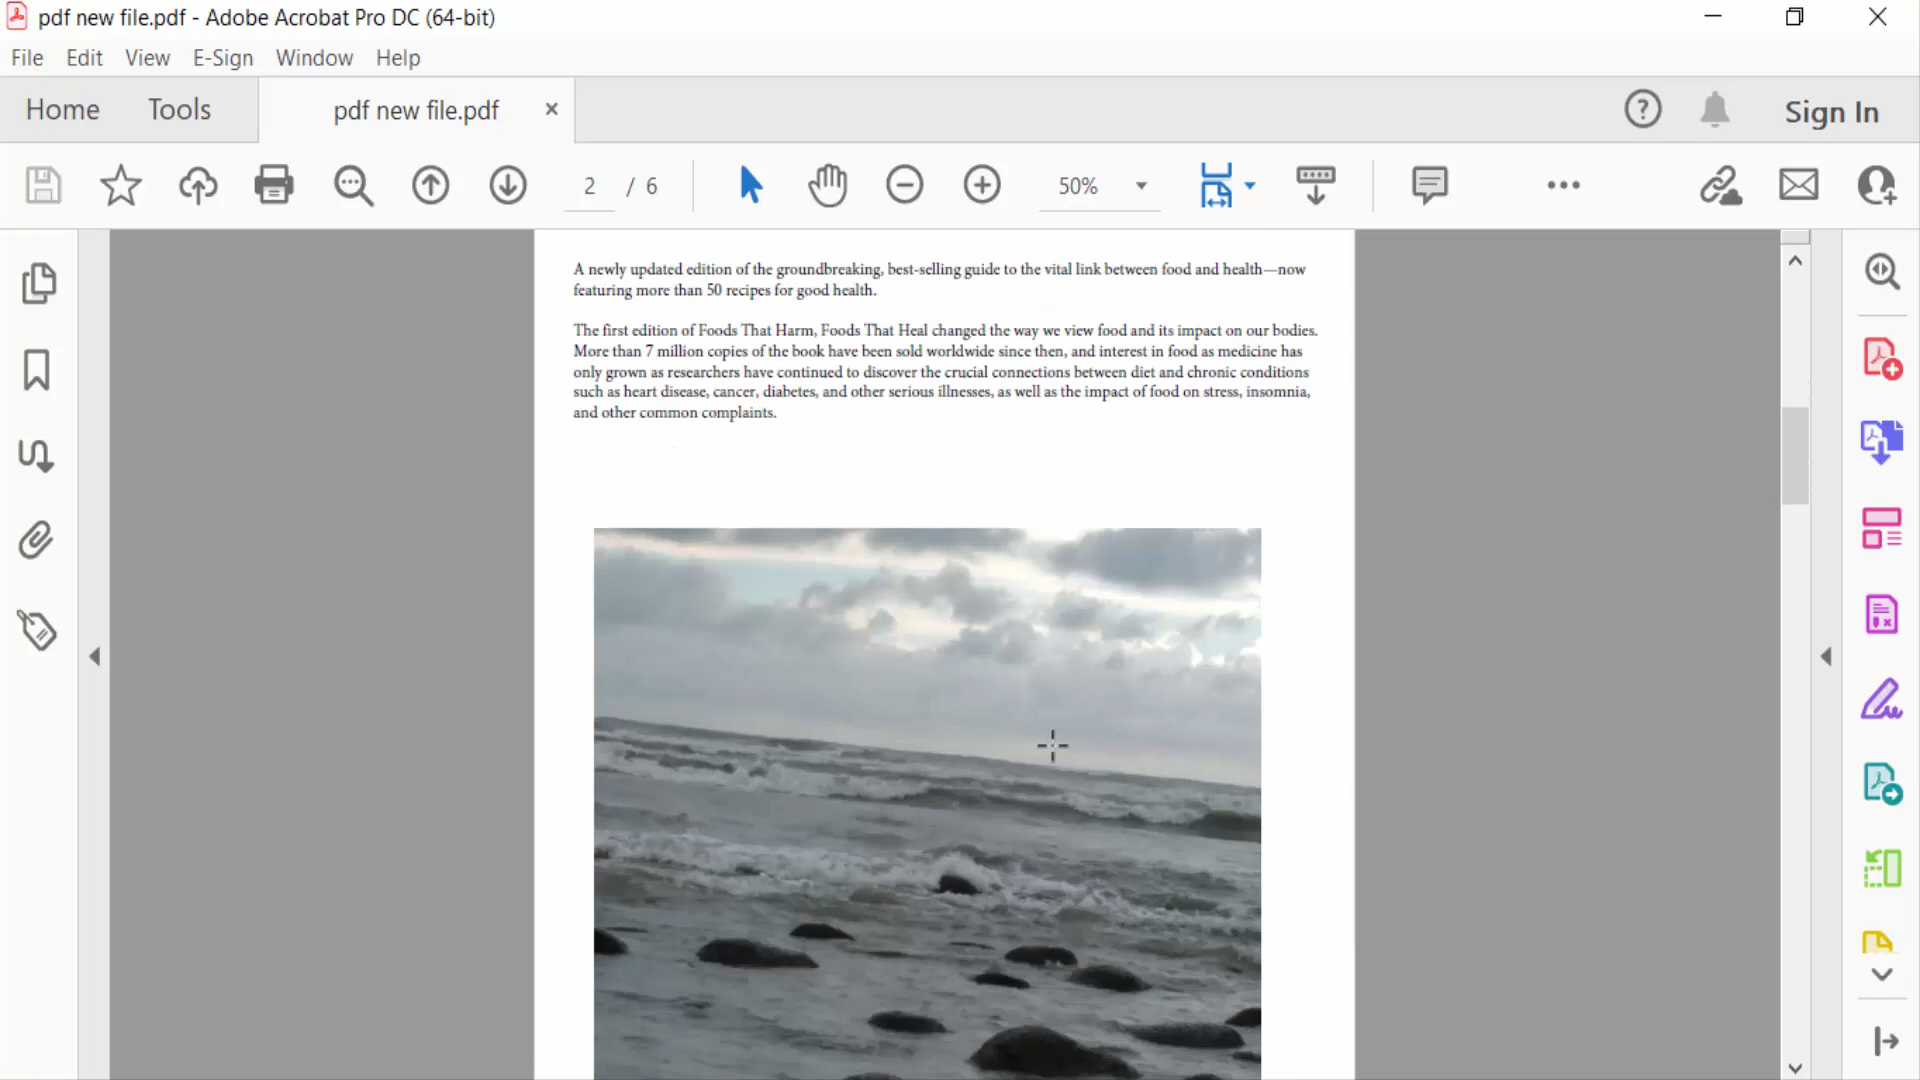 pdf new file.pdf - Adobe Acrobat Pro DC (64-bit)
File Edit View E-Sign Window Help
Home Tools pdf new file.pdf × ? Sign In
2 / 6 50%
A newly updated edition of the groundbreaking, best-selling guide to the vital link between food and health—now
featuring more than 50 recipes for good health.
The first edition of Foods That Harm, Foods That Heal changed the way we view food and its impact on our bodies.
More than 7 million copies of the book have been sold worldwide since then, and interest in food as medicine has
only grown as researchers have continued to discover the crucial connections between diet and chronic conditions
such as heart disease, cancer, diabetes, and other serious illnesses, as well as the impact of food on stress, insomnia,
and other common complaints.